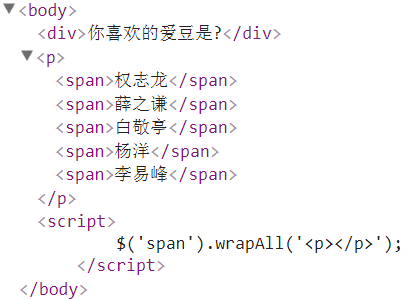 ▼<body>
<div>你喜欢的爱豆是?</div>
▼<p>
<span>权志龙</span>
<span>薛之谦</span>
<span>白敬亭</span>
<span>杨洋</span>
<span>李易峰</span>
</p>
<script>
$('span').wrapAll('<p></p>');
</script>
</body>